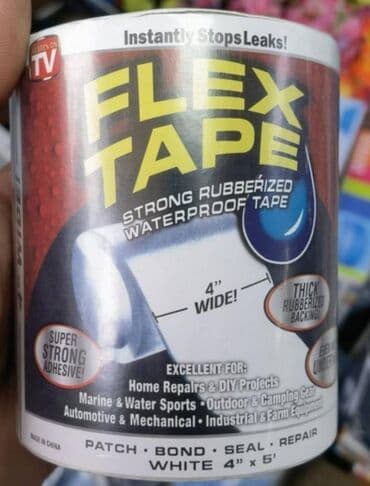 Instantly Stops Leaks!
TV
FLEX
TAPE
STRONG RUBBERIZED
WATERPROOF TAPE
4"
WIDE!
THICK
RUBBERIZED
BACKING!
SUPER
STRONG
ADHESIVE!
EXCELLENT FOR:
Home Repairs & DIY Projects
Marine & Water Sports • Outdoor & Camping Gear
Automotive & Mechanical • Industrial & Farm Equipment
MADE IN CHINA
PATCH • BOND • SEAL • REPAIR
WHITE 4" x 5'